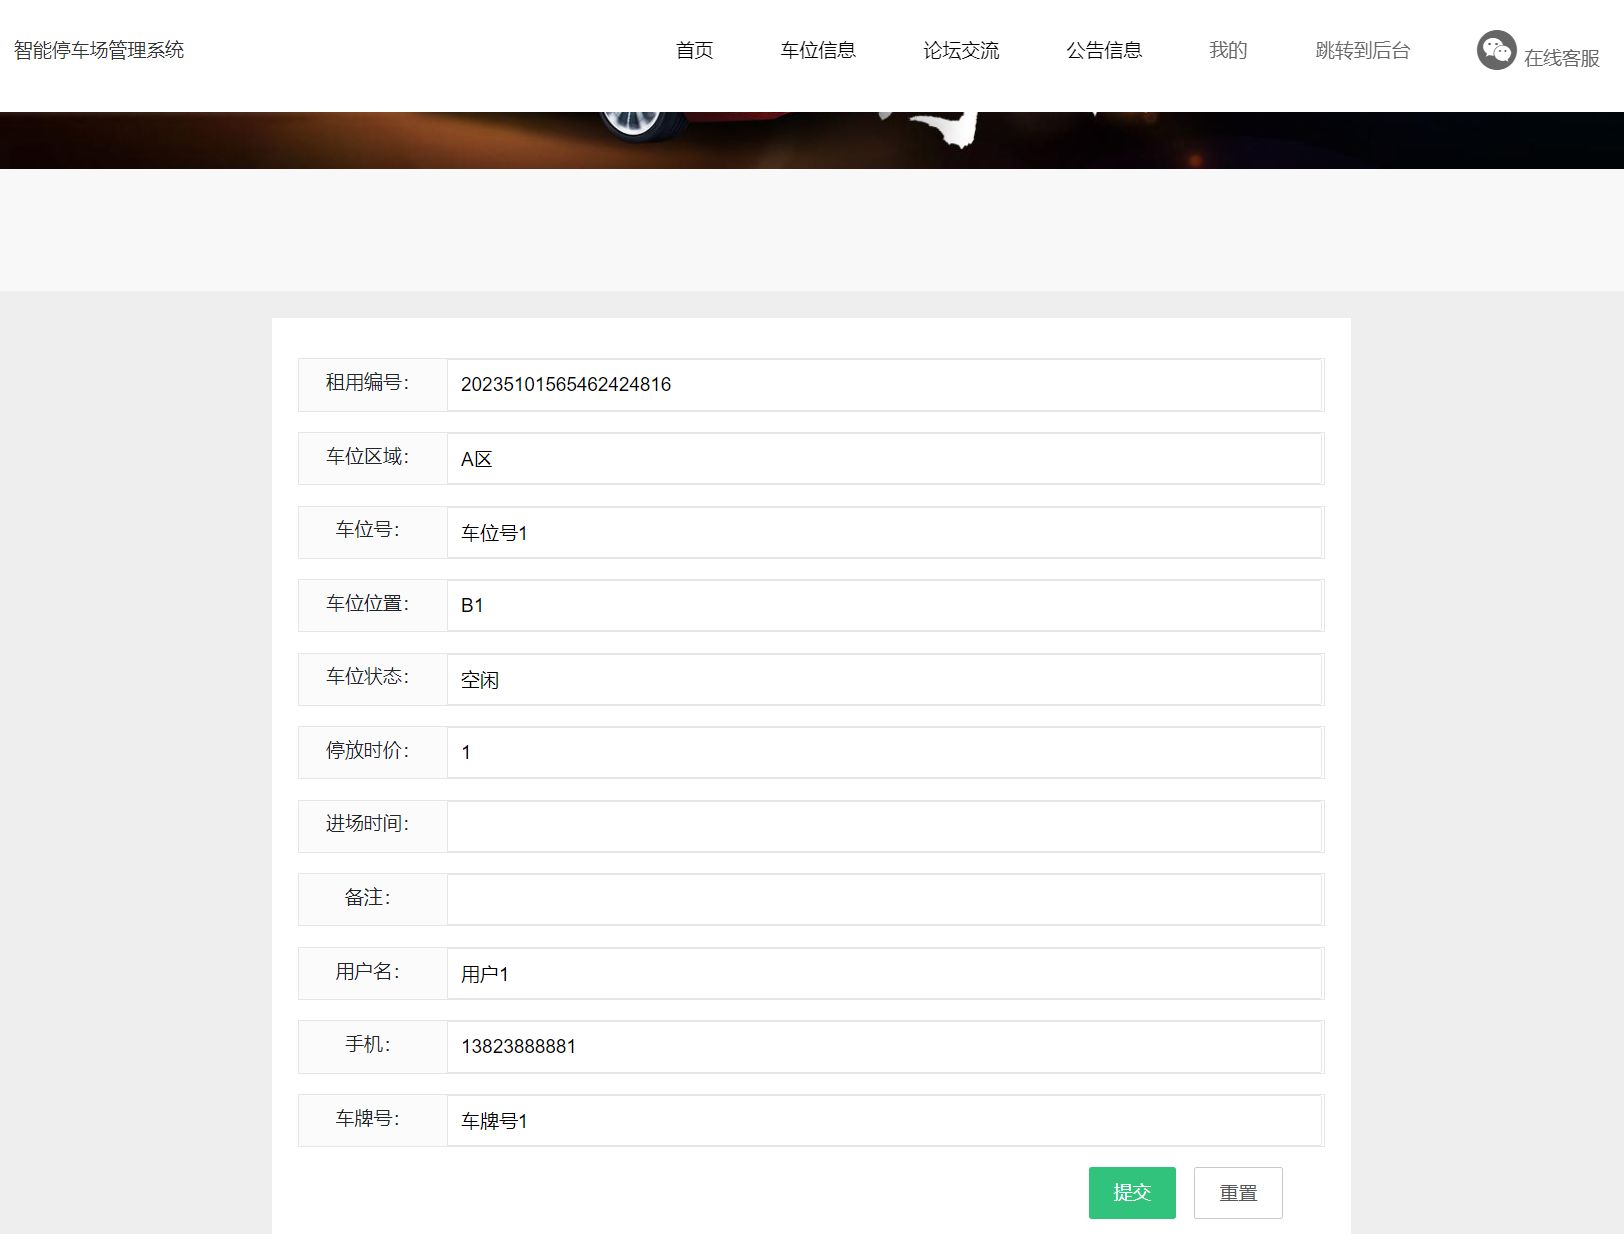 智能停车场管理系统 首页 车位信息 论坛交流 公告信息 我的 跳转到后台 在线客服
租用编号： 20235101565462424816
车位区域： A区
车位号： 车位号1
车位位置： B1
车位状态： 空闲
停放时价： 1
进场时间：
备注：
用户名： 用户1
手机： 13823888881
车牌号： 车牌号1
提交 重置